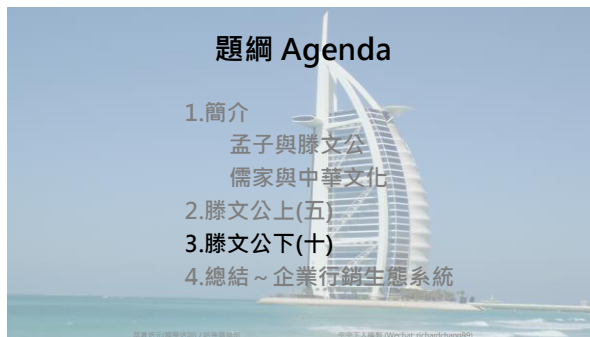 題綱 Agenda
1.簡介
孟子與滕文公
儒家與中華文化
2.滕文公上(五)
3.滕文公下(十)
4.總結～企業行銷生態系統
(Wechat:richardchang89)